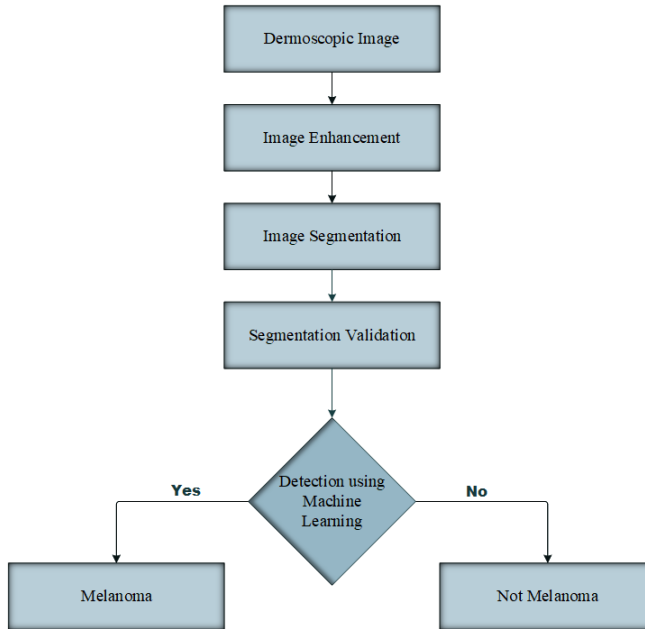 Dermoscopic Image
Image Enhancement
Image Segmentation
Segmentation Validation
Detection using
Machine
Learning
Yes
No
Melanoma
Not Melanoma